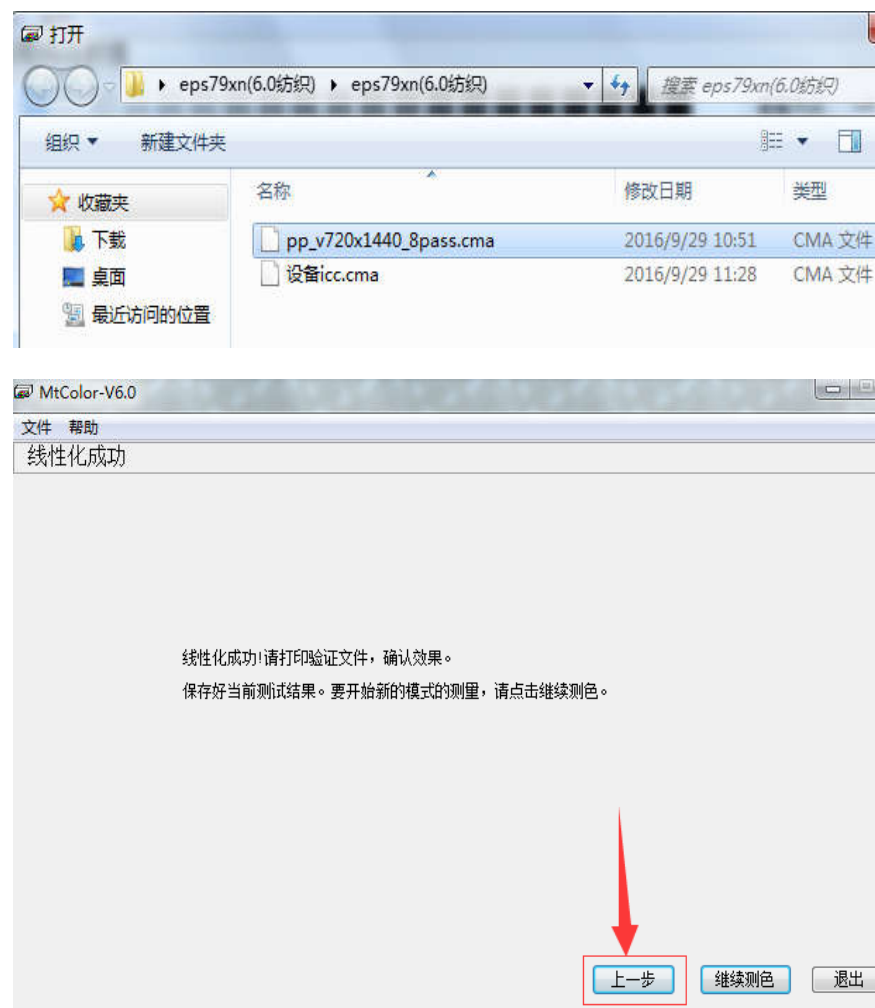 打开
eps79xn(6.0纺织) eps79xn(6.0纺织) 搜索 eps79xn(6.0纺织)
组织 新建文件夹
收藏夹 名称 修改日期 类型
下载 pp_v720x1440_8pass.cma 2016/9/29 10:51 CMA 文件
桌面 设备icc.cma 2016/9/29 11:28 CMA 文件
最近访问的位置
MtColor-V6.0
文件 帮助
线性化成功
线性化成功!请打印验证文件，确认效果。
保存好当前测试结果。要开始新的模式的测量，请点击继续测色。
上一步 继续测色 退出